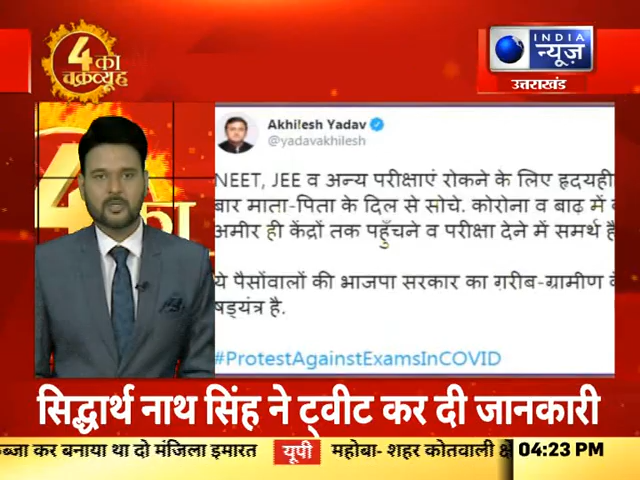 4 का
चक्रव्यूह
INDIA
न्यूज़
उत्तराखंड
4
का
Akhilesh Yadav
@yadavakhilesh
NEET, JEE व अन्य परीक्षाएं रोकने के लिए हृदयही
बार माता-पिता के दिल से सोचे. कोरोना व बाढ़ में
अमीर ही केंद्रों तक पहुँचने व परीक्षा देने में समर्थ है
ये पैसोंवालों की भाजपा सरकार का ग़रीब-ग्रामीण के
षड्यंत्र है.
#ProtestAgainstExamsInCOVID
सिद्धार्थ नाथ सिंह ने ट्वीट कर दी जानकारी
ब्जा कर बनाया था दो मंजिला इमारत यूपी महोबा- शहर कोतवाली 04:23 PM